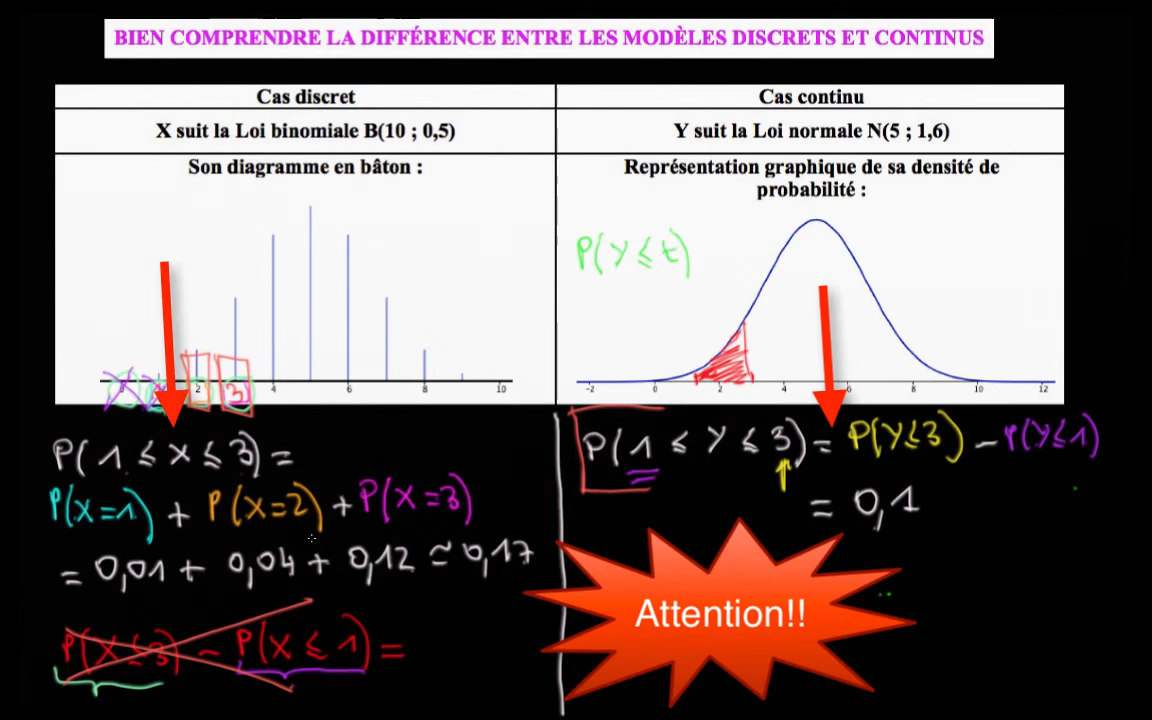 BIEN COMPRENDRE LA DIFFÉRENCE ENTRE LES MODÈLES DISCRETS ET CONTINUS
Cas discret
X suit la Loi binomiale B(10 ; 0,5)
Son diagramme en bâton :
2 3 4 6 8 10
P(1 ≤ X ≤ 3) =
P(X=1) + P(X=2) + P(X=3)
= 0,01 + 0,04 + 0,12 ≃ 0,17
P(X ≤ 3) − P(X ≤ 1) =
Cas continu
Y suit la Loi normale N(5 ; 1,6)
Représentation graphique de sa densité de
probabilité :
P(Y ≤ t)
-2 0 2 4 6 8 10 12
P(1 ≤ Y ≤ 3) = P(Y≤3) − P(Y≤1)
= 0,1
Attention!!